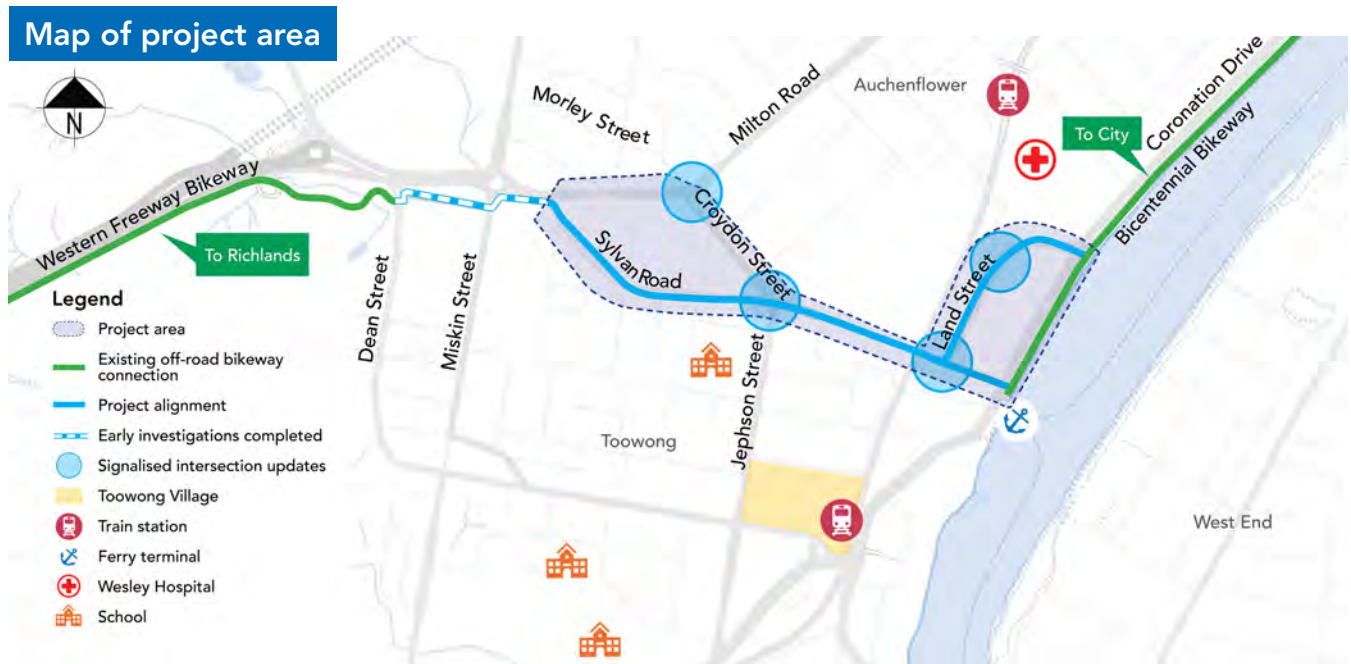 Map of project area
N
Morley Street
Milton Road
Auchenflower
Coronation Drive
To City
Bicentennial Bikeway
Western Freeway Bikeway
To Richlands
Croydon Street
Sylvan Road
Land Street
Dean Street
Miskin Street
Jephson Street
Toowong
West End
Legend
Project area
Existing off-road bikeway
connection
Project alignment
Early investigations completed
Signalised intersection updates
Toowong Village
Train station
Ferry terminal
Wesley Hospital
School